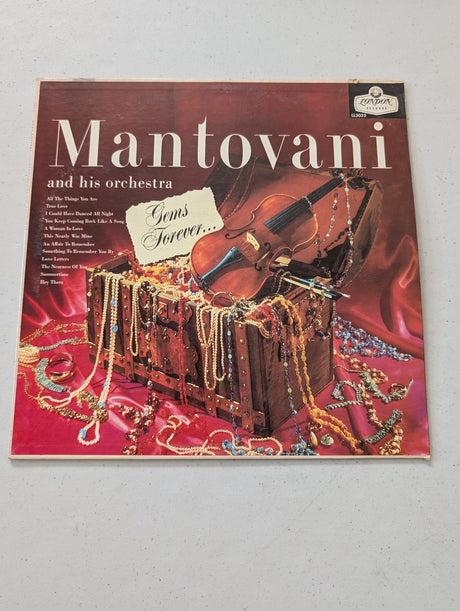 LONDON
RECORDS
LL3032
Mantovani
and his orchestra
Gems
Forever...
All The Things You Are
True Love
I Could Have Danced All Night
You Keep Coming Back Like A Song
A Woman In Love
This Nearly Was Mine
An Affair To Remember
Something To Remember You By
Love Letters
The Nearness Of You
Summertime
Hey There